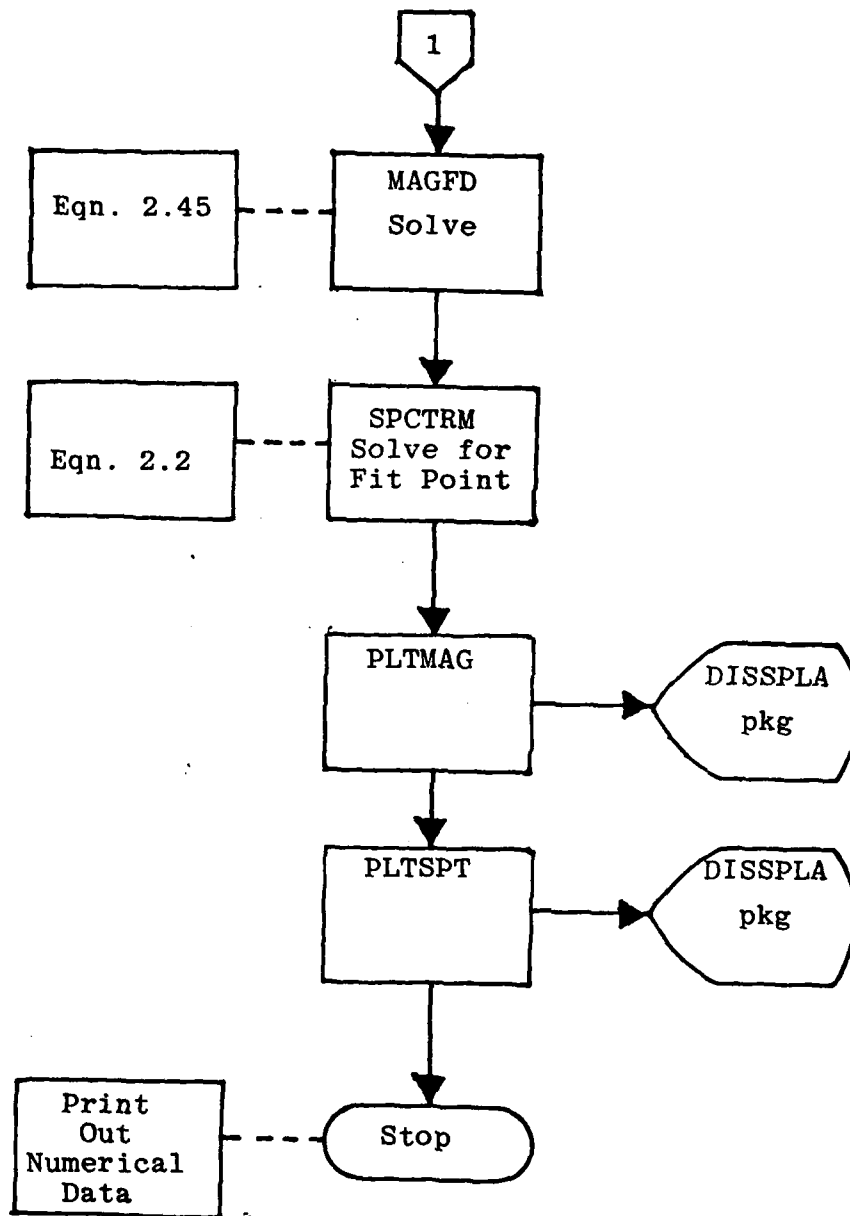 1
Eqn. 2.45
MAGFD
Solve
Eqn. 2.2
SPCTRM
Solve for
Fit Point
PLTMAG
DISSPLA
pkg
PLTSPT
DISSPLA
pkg
Print
Out
Numerical
Data
Stop